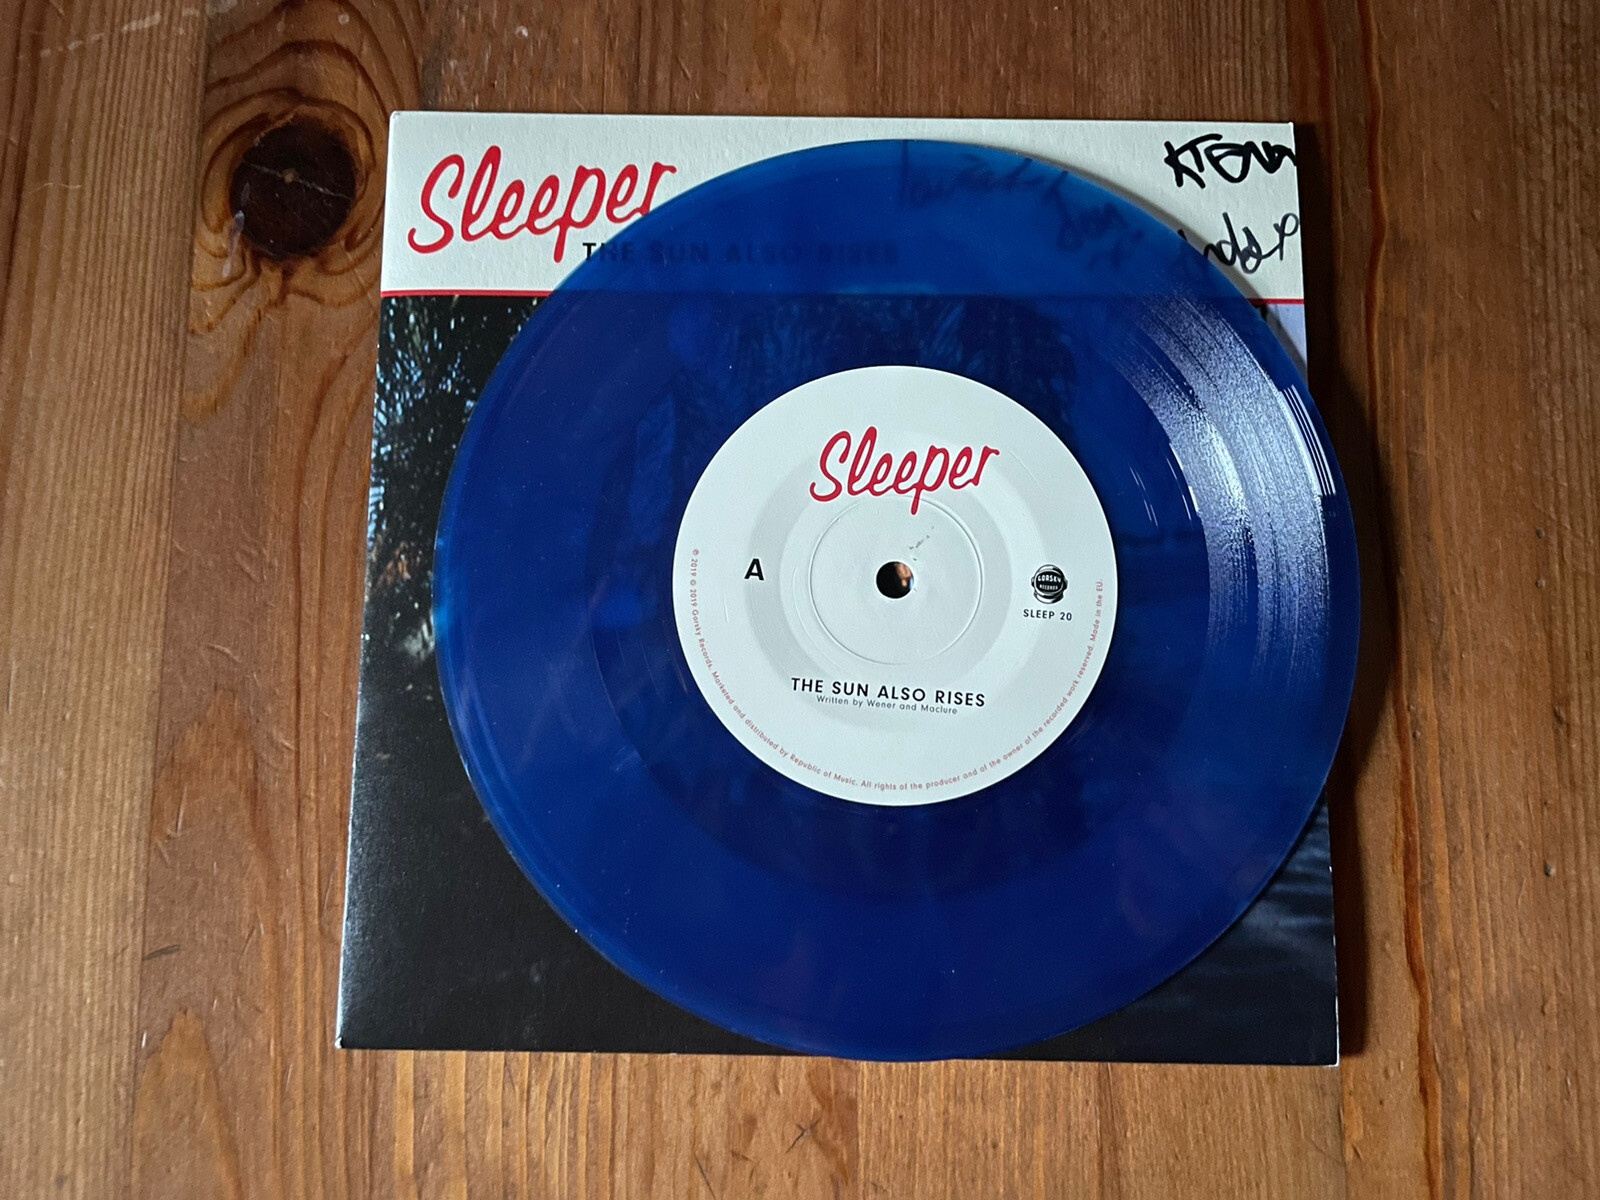 Sleeper
THE SUN ALSO RISES
Sleeper
A
GORSKY
RECORDS
SLEEP 20
THE SUN ALSO RISES
Written by Wener and Maclure
℗ 2019 © 2019 Gorsky Records. Marketed and distributed by Republic of Music. All rights of the producer and of the owner of the recorded work reserved. Made in the EU.